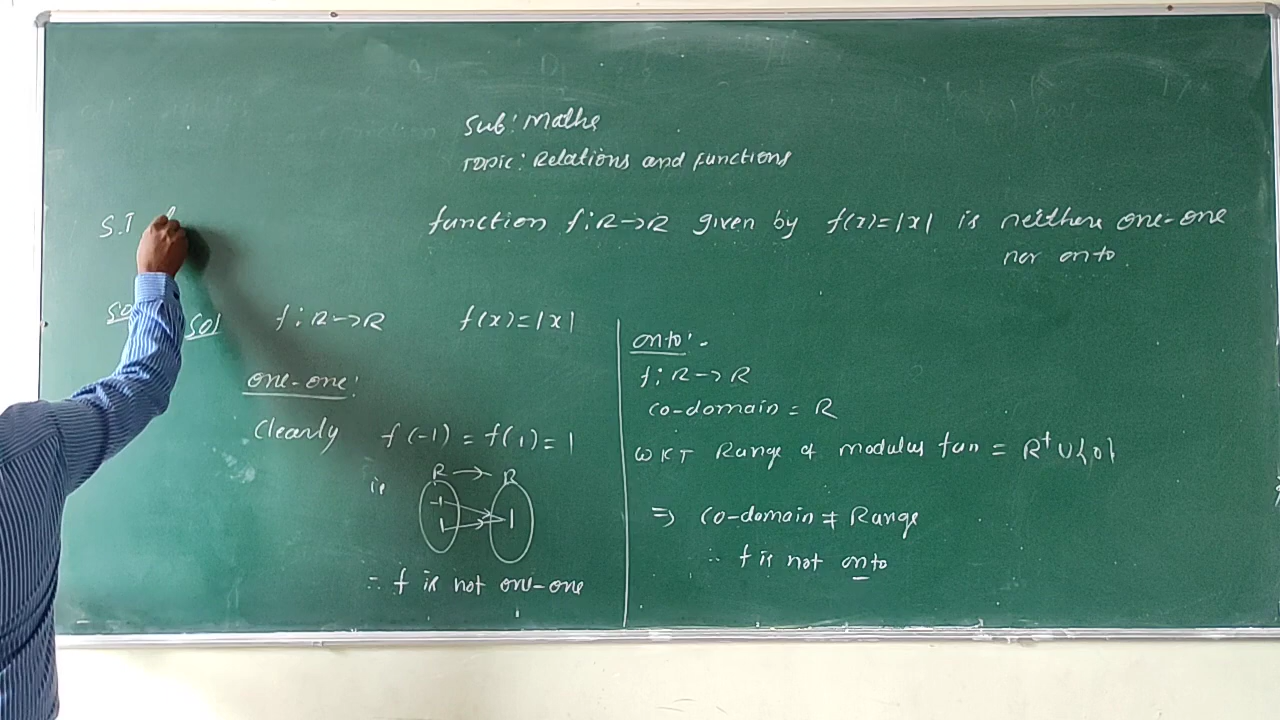 Sub: Maths
Topic: Relations and functions
S.T function f: R→R given by f(x)=|x| is neithere one-one
nor onto.
Sol f: R→R f(x)=|x|
one-one:
Clearly f(-1) = f(1) = 1
ie
R → R
-1
1 1
∴ f is not one-one
onto:-
f: R→R
Co-domain = R
WKT Range of modulus fun = R⁺∪{0}
⇒ Co-domain ≠ Range
∴ f is not onto